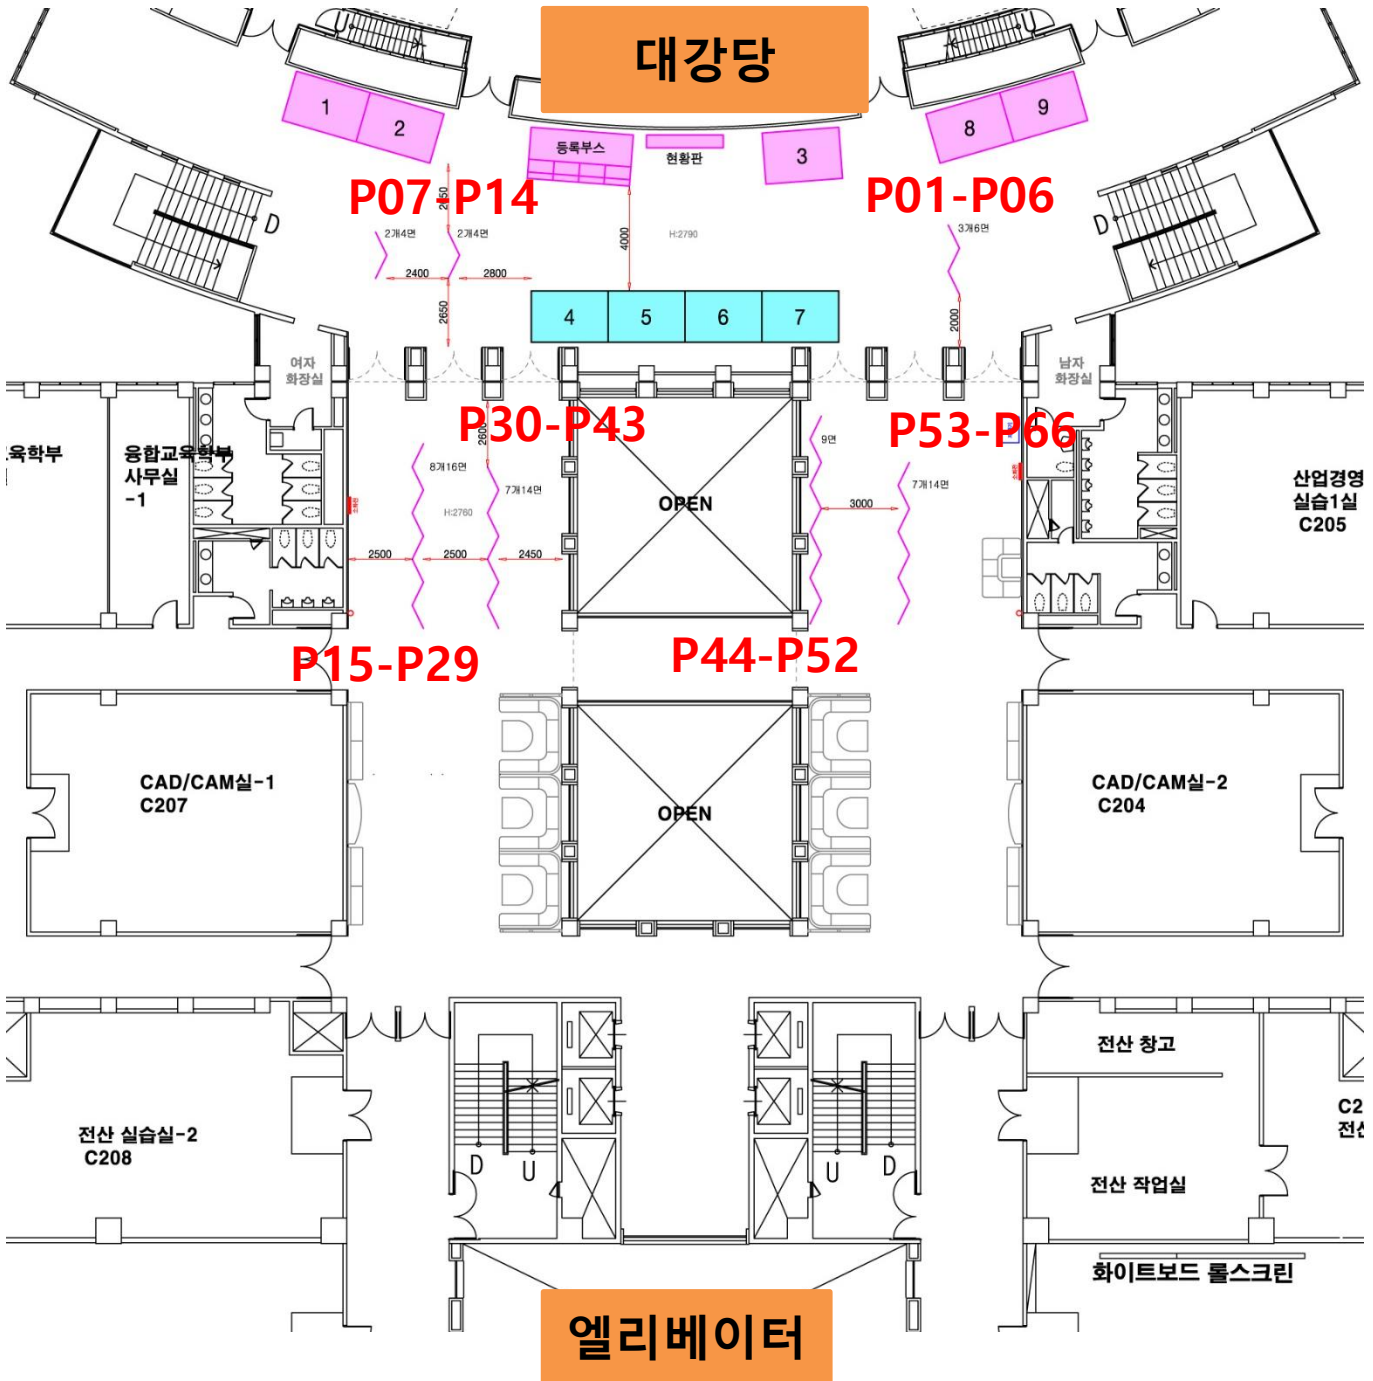 대강당
1
2
등록부스
현황판
3
8
9
P07-P14
P01-P06
D
D
2개4면
2개4면
3개6면
2650
4000
H:2790
2400
2800
2650
2000
4
5
6
7
여자
화장실
남자
화장실
P30-P43
P53-P66
육학부
융합교육학부
사무실
-1
2600
8개16면
7개14면
H:2760
9면
7개14면
OPEN
3000
산업경영
실습1실
C205
2500
2500
2450
P15-P29
P44-P52
CAD/CAM실-1
C207
OPEN
CAD/CAM실-2
C204
전산 창고
전산 실습실-2
C208
C2
전산
D
U
U
D
전산 작업실
화이트보드 롤스크린
엘리베이터